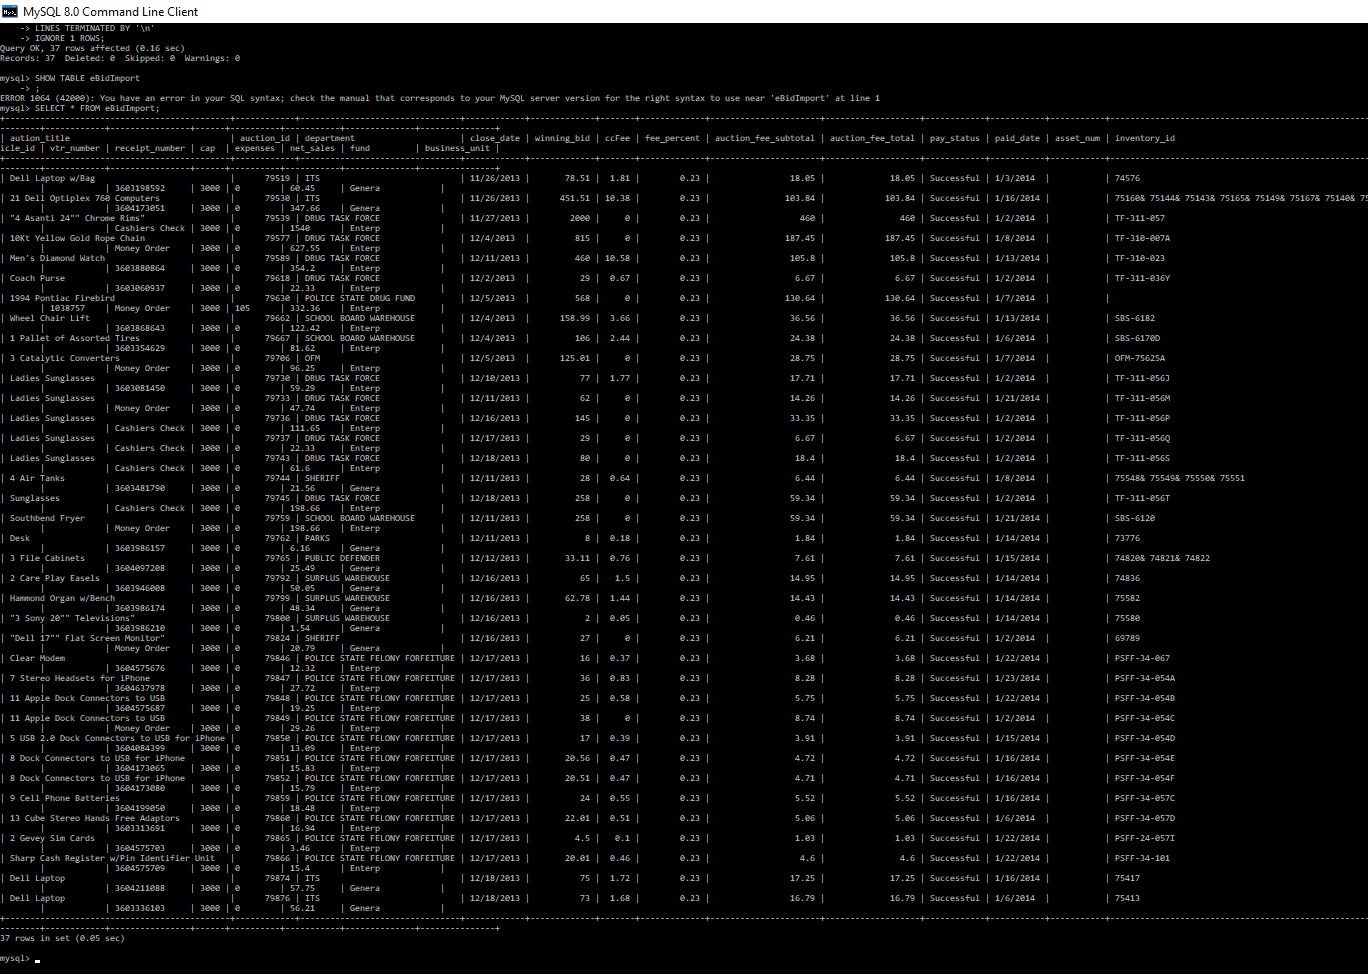 MySQL 8.0 Command Line Client
    -> LINES TERMINATED BY '\n'
    -> IGNORE 1 ROWS;
Query OK, 37 rows affected (0.16 sec)
Records: 37  Deleted: 0  Skipped: 0  Warnings: 0
mysql> SHOW TABLE eBidImport
    -> ;
ERROR 1064 (42000): You have an error in your SQL syntax; check the manual that corresponds to your MySQL server version for the right syntax to use near 'eBidImport' at line 1
mysql> SELECT * FROM eBidImport;
| aution_title | auction_id | department | close_date | winning_bid | ccFee | fee_percent | auction_fee_subtotal | auction_fee_total | pay_status | paid_date | asset_num | inventory_id
icle_id | vtr_number | receipt_number | cap | expenses | net_sales | fund | business_unit |
| Dell Laptop w/Bag | 79519 | ITS | 11/26/2013 | 78.51 | 1.81 | 0.23 | 18.05 | 18.05 | Successful | 1/3/2014 | | 74576
| | 3603198592 | 3000 | 0 | 60.45 | Genera |
| 21 Dell Optiplex 760 Computers | 79530 | ITS | 11/26/2013 | 451.51 | 10.38 | 0.23 | 103.84 | 103.84 | Successful | 1/16/2014 | | 75160& 75144& 75143& 75165& 75149& 75167& 75140& 75
| | 3604173051 | 3000 | 0 | 347.66 | Genera |
| "4 Asanti 24"" Chrome Rims" | 79539 | DRUG TASK FORCE | 11/27/2013 | 2000 | 0 | 0.23 | 460 | 460 | Successful | 1/2/2014 | | TF-311-057
| | Cashiers Check | 3000 | 0 | 1540 | Enterp |
| 10Kt Yellow Gold Rope Chain | 79577 | DRUG TASK FORCE | 12/4/2013 | 815 | 0 | 0.23 | 187.45 | 187.45 | Successful | 1/8/2014 | | TF-310-007A
| | Money Order | 3000 | 0 | 627.55 | Enterp |
| Men's Diamond Watch | 79589 | DRUG TASK FORCE | 12/11/2013 | 460 | 10.58 | 0.23 | 105.8 | 105.8 | Successful | 1/13/2014 | | TF-310-023
| | 3603880864 | 3000 | 0 | 354.2 | Enterp |
| Coach Purse | 79618 | DRUG TASK FORCE | 12/2/2013 | 29 | 0.67 | 0.23 | 6.67 | 6.67 | Successful | 1/2/2014 | | TF-311-036Y
| | 3603060937 | 3000 | 0 | 22.33 | Enterp |
| 1994 Pontiac Firebird | 79630 | POLICE STATE DRUG FUND | 12/5/2013 | 568 | 0 | 0.23 | 130.64 | 130.64 | Successful | 1/7/2014 | |
| 1038757 | Money Order | 3000 | 105 | 332.36 | Enterp |
| Wheel Chair Lift | 79662 | SCHOOL BOARD WAREHOUSE | 12/4/2013 | 158.99 | 3.66 | 0.23 | 36.56 | 36.56 | Successful | 1/13/2014 | | SBS-6182
| | 3603868643 | 3000 | 0 | 122.42 | Enterp |
| 1 Pallet of Assorted Tires | 79667 | SCHOOL BOARD WAREHOUSE | 12/4/2013 | 106 | 2.44 | 0.23 | 24.38 | 24.38 | Successful | 1/6/2014 | | SBS-6170D
| | 3603354629 | 3000 | 0 | 81.62 | Enterp |
| 3 Catalytic Converters | 79706 | OFM | 12/5/2013 | 125.01 | 0 | 0.23 | 28.75 | 28.75 | Successful | 1/7/2014 | | OFM-75625A
| | Money Order | 3000 | 0 | 96.25 | Enterp |
| Ladies Sunglasses | 79730 | DRUG TASK FORCE | 12/10/2013 | 77 | 1.77 | 0.23 | 17.71 | 17.71 | Successful | 1/2/2014 | | TF-311-056J
| | 3603081450 | 3000 | 0 | 59.29 | Enterp |
| Ladies Sunglasses | 79733 | DRUG TASK FORCE | 12/11/2013 | 62 | 0 | 0.23 | 14.26 | 14.26 | Successful | 1/21/2014 | | TF-311-056M
| | Money Order | 3000 | 0 | 47.74 | Enterp |
| Ladies Sunglasses | 79736 | DRUG TASK FORCE | 12/16/2013 | 145 | 0 | 0.23 | 33.35 | 33.35 | Successful | 1/2/2014 | | TF-311-056P
| | Cashiers Check | 3000 | 0 | 111.65 | Enterp |
| Ladies Sunglasses | 79737 | DRUG TASK FORCE | 12/17/2013 | 29 | 0 | 0.23 | 6.67 | 6.67 | Successful | 1/2/2014 | | TF-311-056Q
| | Cashiers Check | 3000 | 0 | 22.33 | Enterp |
| Ladies Sunglasses | 79743 | DRUG TASK FORCE | 12/18/2013 | 80 | 0 | 0.23 | 18.4 | 18.4 | Successful | 1/2/2014 | | TF-311-056S
| | Cashiers Check | 3000 | 0 | 61.6 | Enterp |
| 4 Air Tanks | 79744 | SHERIFF | 12/11/2013 | 28 | 0.64 | 0.23 | 6.44 | 6.44 | Successful | 1/8/2014 | | 75548& 75549& 75550& 75551
| | 3603481790 | 3000 | 0 | 21.56 | Genera |
| Sunglasses | 79745 | DRUG TASK FORCE | 12/18/2013 | 258 | 0 | 0.23 | 59.34 | 59.34 | Successful | 1/2/2014 | | TF-311-056T
| | Cashiers Check | 3000 | 0 | 198.66 | Enterp |
| Southbend Fryer | 79759 | SCHOOL BOARD WAREHOUSE | 12/11/2013 | 258 | 0 | 0.23 | 59.34 | 59.34 | Successful | 1/21/2014 | | SBS-6120
| | Money Order | 3000 | 0 | 198.66 | Enterp |
| Desk | 79762 | PARKS | 12/11/2013 | 8 | 0.18 | 0.23 | 1.84 | 1.84 | Successful | 1/14/2014 | | 73776
| | 3603986157 | 3000 | 0 | 6.16 | Genera |
| 3 File Cabinets | 79765 | PUBLIC DEFENDER | 12/12/2013 | 33.11 | 0.76 | 0.23 | 7.61 | 7.61 | Successful | 1/15/2014 | | 74820& 74821& 74822
| | 3604097208 | 3000 | 0 | 25.49 | Genera |
| 2 Care Play Easels | 79792 | SURPLUS WAREHOUSE | 12/16/2013 | 65 | 1.5 | 0.23 | 14.95 | 14.95 | Successful | 1/14/2014 | | 74836
| | 3603946008 | 3000 | 0 | 50.05 | Genera |
| Hammond Organ w/Bench | 79799 | SURPLUS WAREHOUSE | 12/16/2013 | 62.78 | 1.44 | 0.23 | 14.43 | 14.43 | Successful | 1/14/2014 | | 75582
| | 3603986174 | 3000 | 0 | 48.34 | Genera |
| "3 Sony 20"" Televisions" | 79800 | SURPLUS WAREHOUSE | 12/16/2013 | 2 | 0.05 | 0.23 | 0.46 | 0.46 | Successful | 1/14/2014 | | 75580
| | 3603986210 | 3000 | 0 | 1.54 | Genera |
| "Dell 17"" Flat Screen Monitor" | 79824 | SHERIFF | 12/16/2013 | 27 | 0 | 0.23 | 6.21 | 6.21 | Successful | 1/2/2014 | | 69789
| | Money Order | 3000 | 0 | 20.79 | Genera |
| Clear Modem | 79846 | POLICE STATE FELONY FORFEITURE | 12/17/2013 | 16 | 0.37 | 0.23 | 3.68 | 3.68 | Successful | 1/22/2014 | | PSFF-34-067
| | 3604575676 | 3000 | 0 | 12.32 | Enterp |
| 7 Stereo Headsets for iPhone | 79847 | POLICE STATE FELONY FORFEITURE | 12/17/2013 | 36 | 0.83 | 0.23 | 8.28 | 8.28 | Successful | 1/23/2014 | | PSFF-34-054A
| | 3604637978 | 3000 | 0 | 27.72 | Enterp |
| 11 Apple Dock Connectors to USB | 79848 | POLICE STATE FELONY FORFEITURE | 12/17/2013 | 25 | 0.58 | 0.23 | 5.75 | 5.75 | Successful | 1/22/2014 | | PSFF-34-054B
| | 3604575687 | 3000 | 0 | 19.25 | Enterp |
| 11 Apple Dock Connectors to USB | 79849 | POLICE STATE FELONY FORFEITURE | 12/17/2013 | 38 | 0 | 0.23 | 8.74 | 8.74 | Successful | 1/2/2014 | | PSFF-34-054C
| | Money Order | 3000 | 0 | 29.26 | Enterp |
| 5 USB 2.0 Dock Connectors to USB for iPhone | 79850 | POLICE STATE FELONY FORFEITURE | 12/17/2013 | 17 | 0.39 | 0.23 | 3.91 | 3.91 | Successful | 1/15/2014 | | PSFF-34-054D
| | 3604084399 | 3000 | 0 | 13.09 | Enterp |
| 8 Dock Connectors to USB for iPhone | 79851 | POLICE STATE FELONY FORFEITURE | 12/17/2013 | 20.56 | 0.47 | 0.23 | 4.72 | 4.72 | Successful | 1/16/2014 | | PSFF-34-054E
| | 3604173065 | 3000 | 0 | 15.83 | Enterp |
| 8 Dock Connectors to USB for iPhone | 79852 | POLICE STATE FELONY FORFEITURE | 12/17/2013 | 20.51 | 0.47 | 0.23 | 4.71 | 4.71 | Successful | 1/16/2014 | | PSFF-34-054F
| | 3604173080 | 3000 | 0 | 15.79 | Enterp |
| 9 Cell Phone Batteries | 79859 | POLICE STATE FELONY FORFEITURE | 12/17/2013 | 24 | 0.55 | 0.23 | 5.52 | 5.52 | Successful | 1/16/2014 | | PSFF-34-057C
| | 3604199050 | 3000 | 0 | 18.48 | Enterp |
| 13 Cube Stereo Hands Free Adaptors | 79860 | POLICE STATE FELONY FORFEITURE | 12/17/2013 | 22.01 | 0.51 | 0.23 | 5.06 | 5.06 | Successful | 1/6/2014 | | PSFF-34-057D
| | 3603313691 | 3000 | 0 | 16.94 | Enterp |
| 2 Gevey Sim Cards | 79865 | POLICE STATE FELONY FORFEITURE | 12/17/2013 | 4.5 | 0.1 | 0.23 | 1.03 | 1.03 | Successful | 1/22/2014 | | PSFF-24-057I
| | 3604575703 | 3000 | 0 | 3.46 | Enterp |
| Sharp Cash Register w/Pin Identifier Unit | 79866 | POLICE STATE FELONY FORFEITURE | 12/17/2013 | 20.01 | 0.46 | 0.23 | 4.6 | 4.6 | Successful | 1/22/2014 | | PSFF-34-101
| | 3604575709 | 3000 | 0 | 15.4 | Enterp |
| Dell Laptop | 79874 | ITS | 12/18/2013 | 75 | 1.72 | 0.23 | 17.25 | 17.25 | Successful | 1/16/2014 | | 75417
| | 3604211088 | 3000 | 0 | 57.75 | Genera |
| Dell Laptop | 79876 | ITS | 12/18/2013 | 73 | 1.68 | 0.23 | 16.79 | 16.79 | Successful | 1/6/2014 | | 75413
| | 3603336103 | 3000 | 0 | 56.21 | Genera |
37 rows in set (0.05 sec)
mysql>